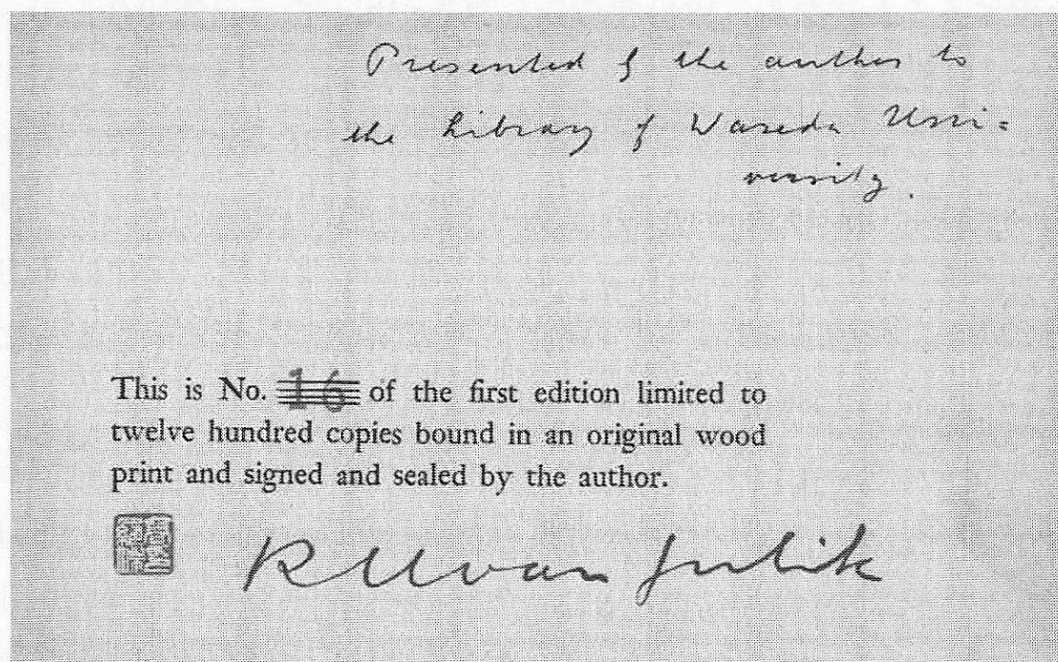 Presented by the author to
the Library of Waseda Uni=
versity.
This is No. 16 of the first edition limited to
twelve hundred copies bound in an original wood
print and signed and sealed by the author.
R H van Gulik